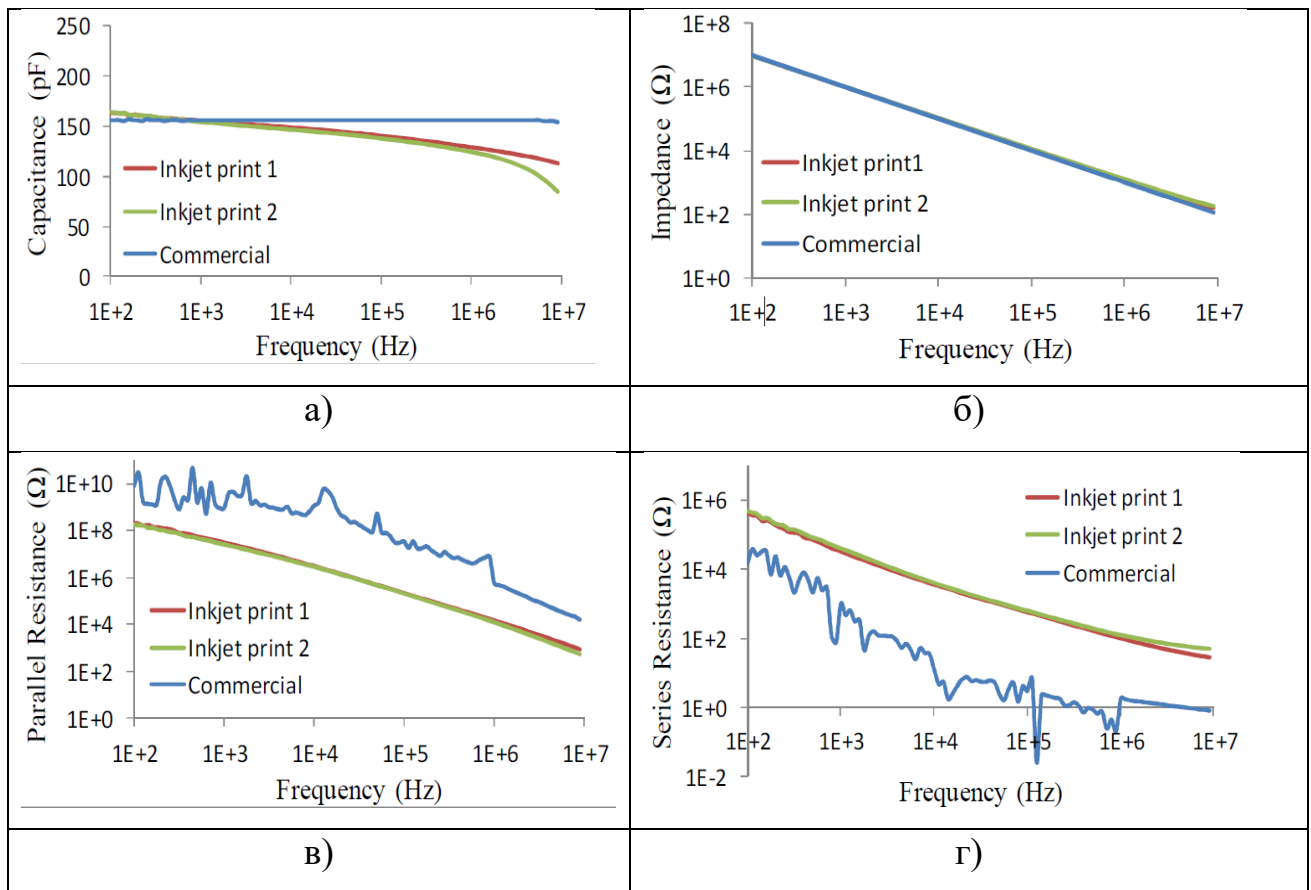 250
200
150
100
50
0
Capacitance (pF)
Inkjet print 1
Inkjet print 2
Commercial
1E+2 1E+3 1E+4 1E+5 1E+6 1E+7
Frequency (Hz)
а)
1E+8
1E+6
1E+4
1E+2
1E+0
Impedance (Ω)
Inkjet print1
Inkjet print 2
Commercial
1E+2 1E+3 1E+4 1E+5 1E+6 1E+7
Frequency (Hz)
б)
1E+10
1E+8
1E+6
1E+4
1E+2
1E+0
Parallel Resistance (Ω)
Inkjet print 1
Inkjet print 2
Commercial
1E+2 1E+3 1E+4 1E+5 1E+6 1E+7
Frequency (Hz)
в)
1E+6
1E+4
1E+2
1E+0
1E-2
Series Resistance (Ω)
Inkjet print 1
Inkjet print 2
Commercial
1E+2 1E+3 1E+4 1E+5 1E+6 1E+7
Frequency (Hz)
г)